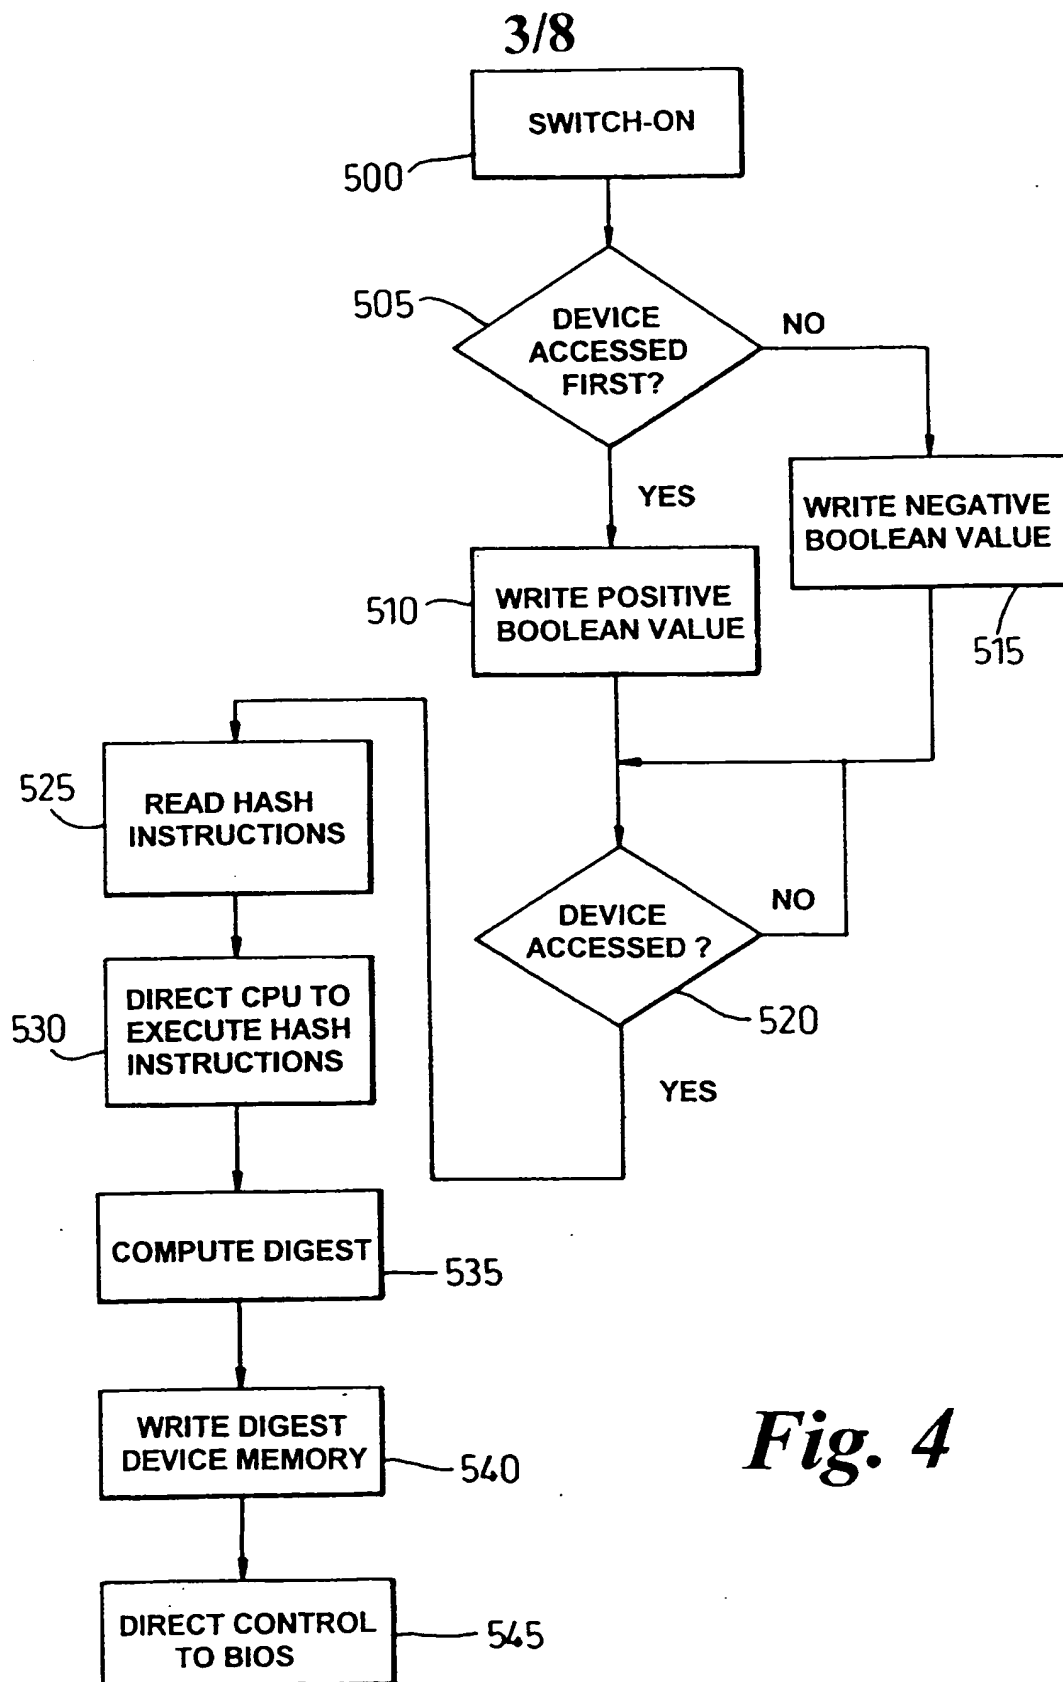 3/8
SWITCH-ON
500
505
DEVICE
ACCESSED
FIRST?
NO
YES
WRITE NEGATIVE
BOOLEAN VALUE
515
510
WRITE POSITIVE
BOOLEAN VALUE
525
READ HASH
INSTRUCTIONS
DEVICE
ACCESSED ?
NO
520
YES
530
DIRECT CPU TO
EXECUTE HASH
INSTRUCTIONS
COMPUTE DIGEST
535
WRITE DIGEST
DEVICE MEMORY
540
Fig. 4
DIRECT CONTROL
TO BIOS
545